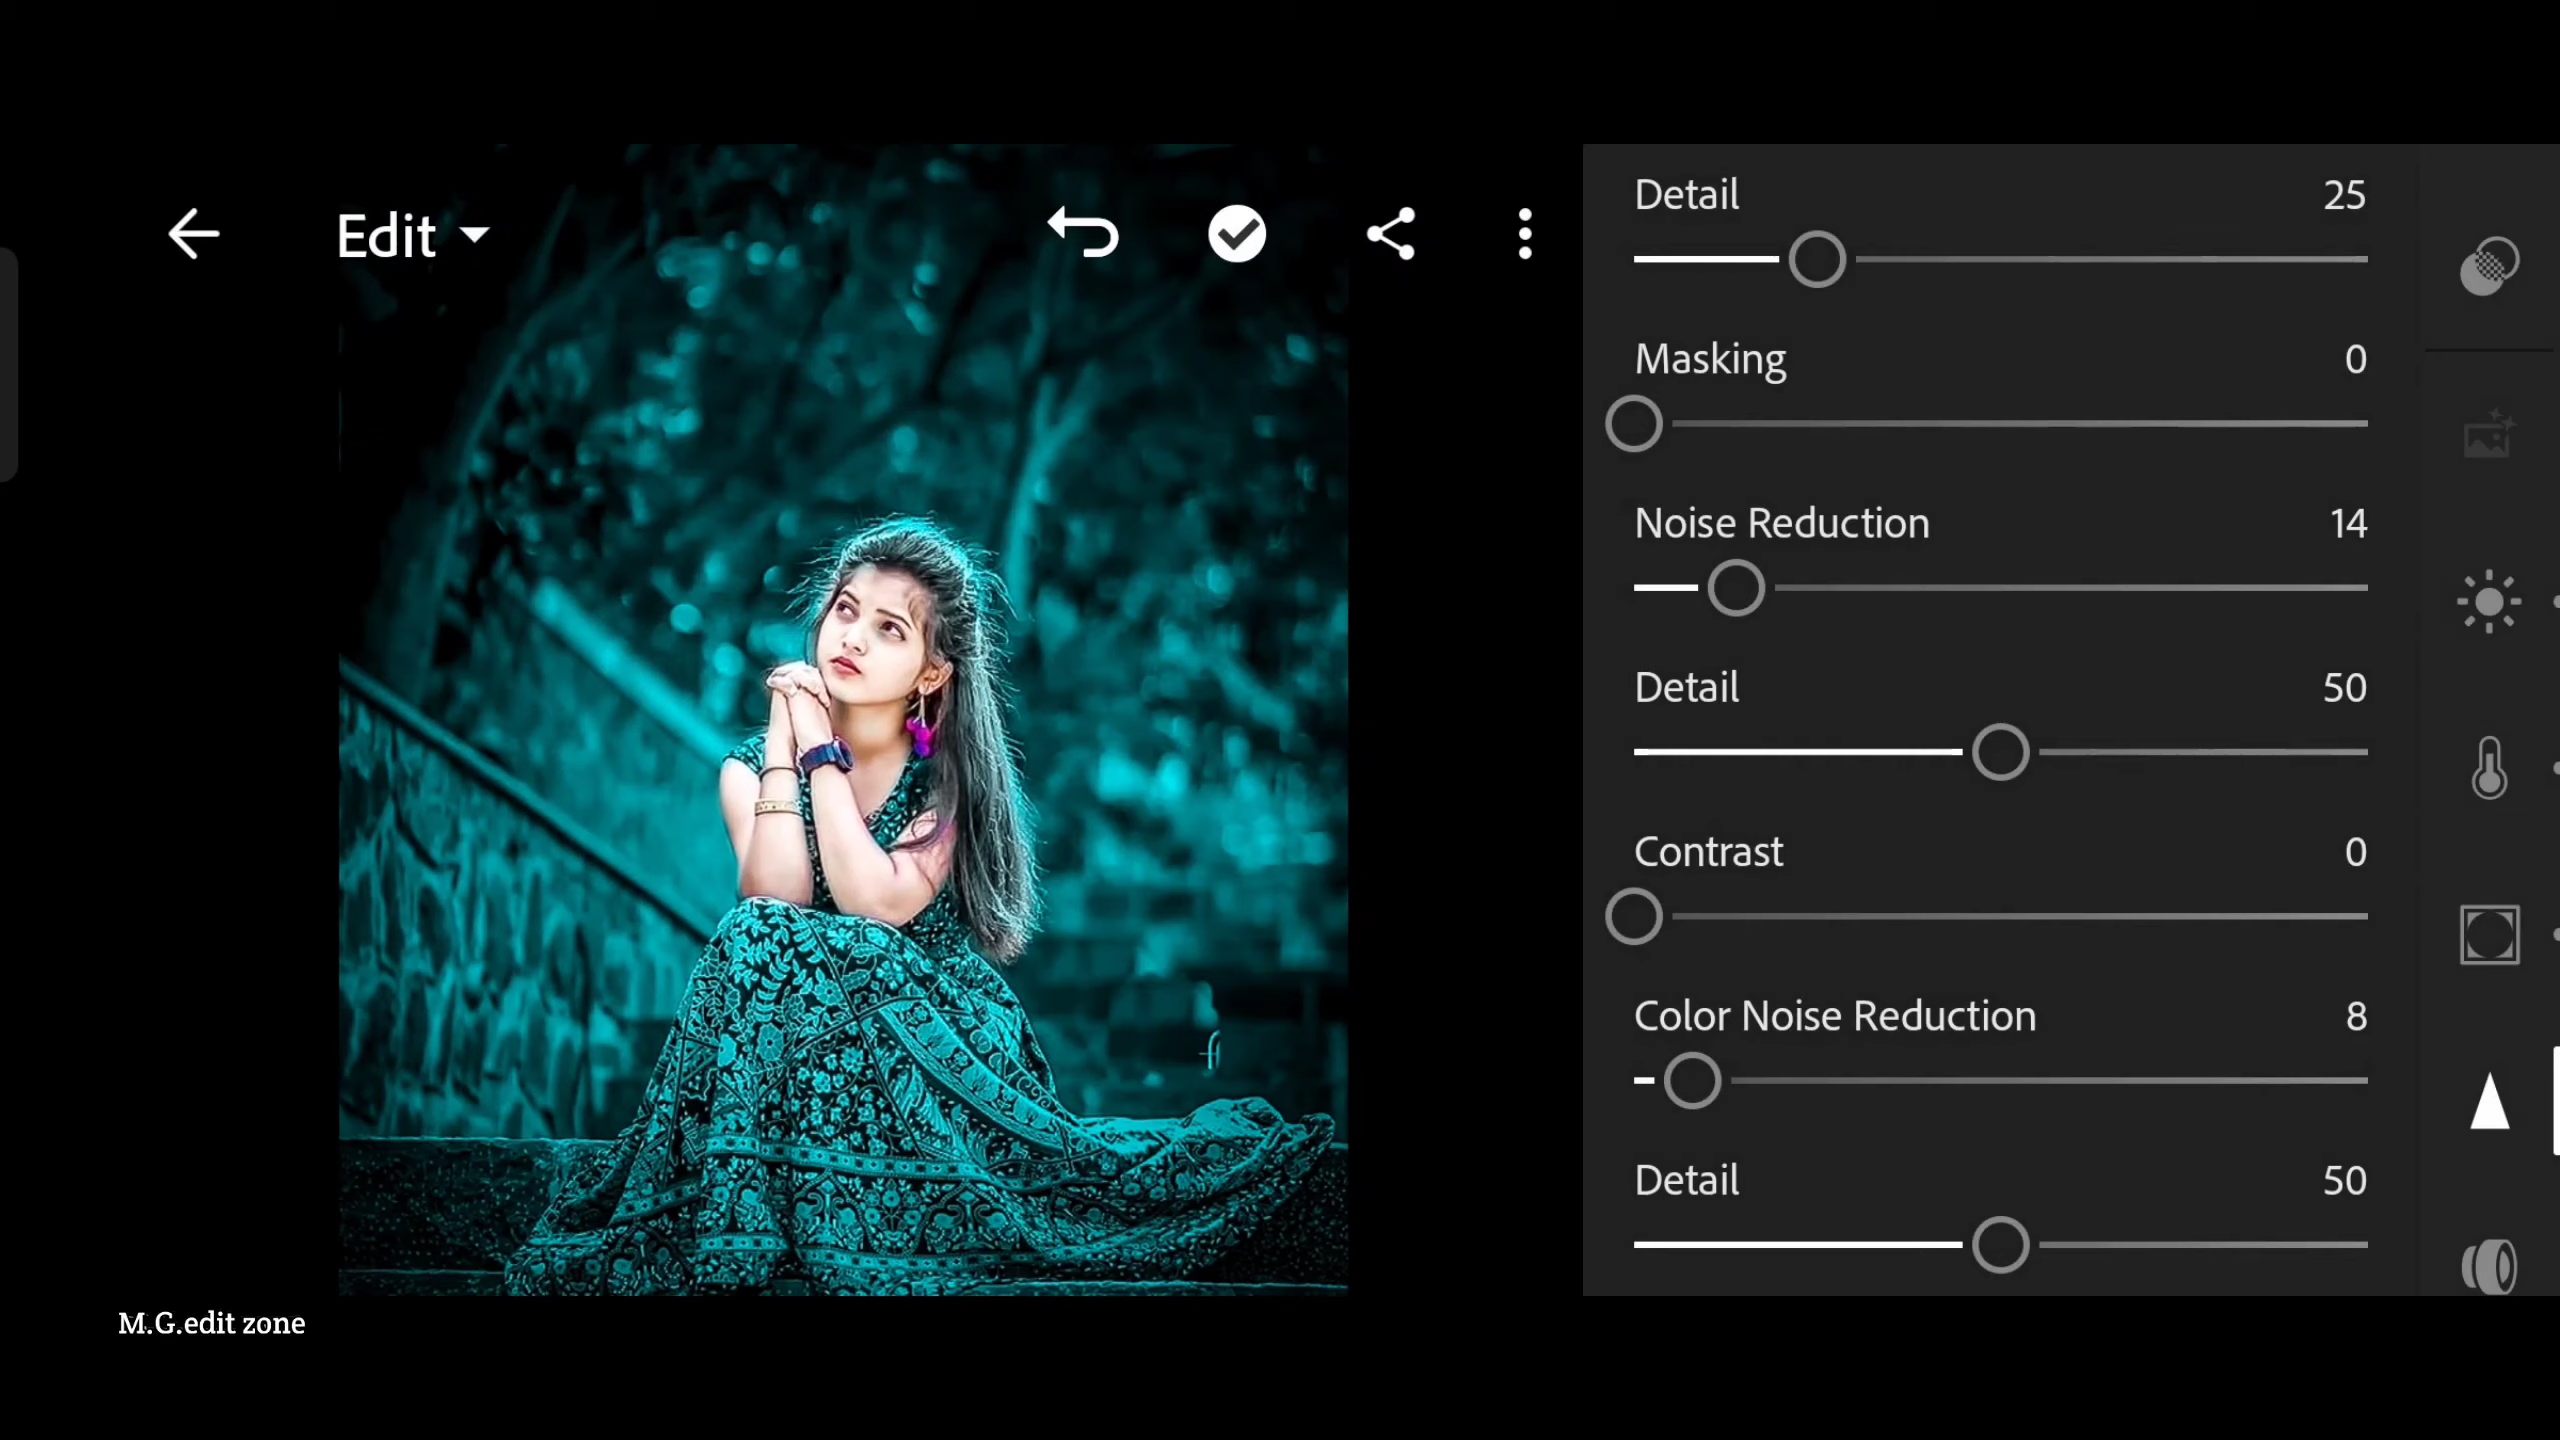 Edit
Detail 25
Masking 0
Noise Reduction 14
Detail 50
Contrast 0
Color Noise Reduction 8
Detail 50
M.G.edit zone